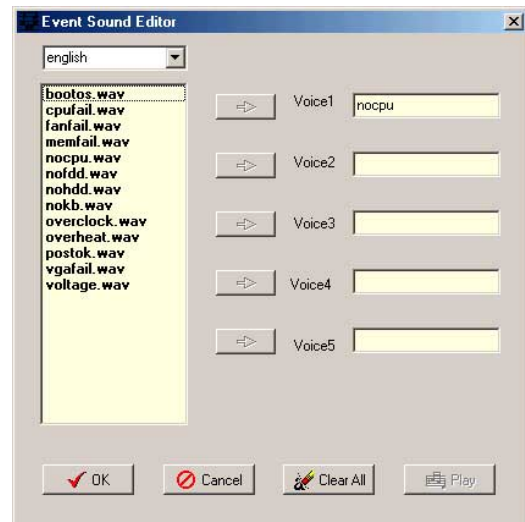 Event Sound Editor
english
bootos.wav
cpufail.wav
fanfail.wav
memfail.wav
nocpu.wav
nofdd.wav
nohdd.wav
nokb.wav
overclock.wav
overheat.wav
postok.wav
vgafail.wav
voltage.wav
Voice1 nocpu
Voice2
Voice3
Voice4
Voice5
OK Cancel Clear All Play